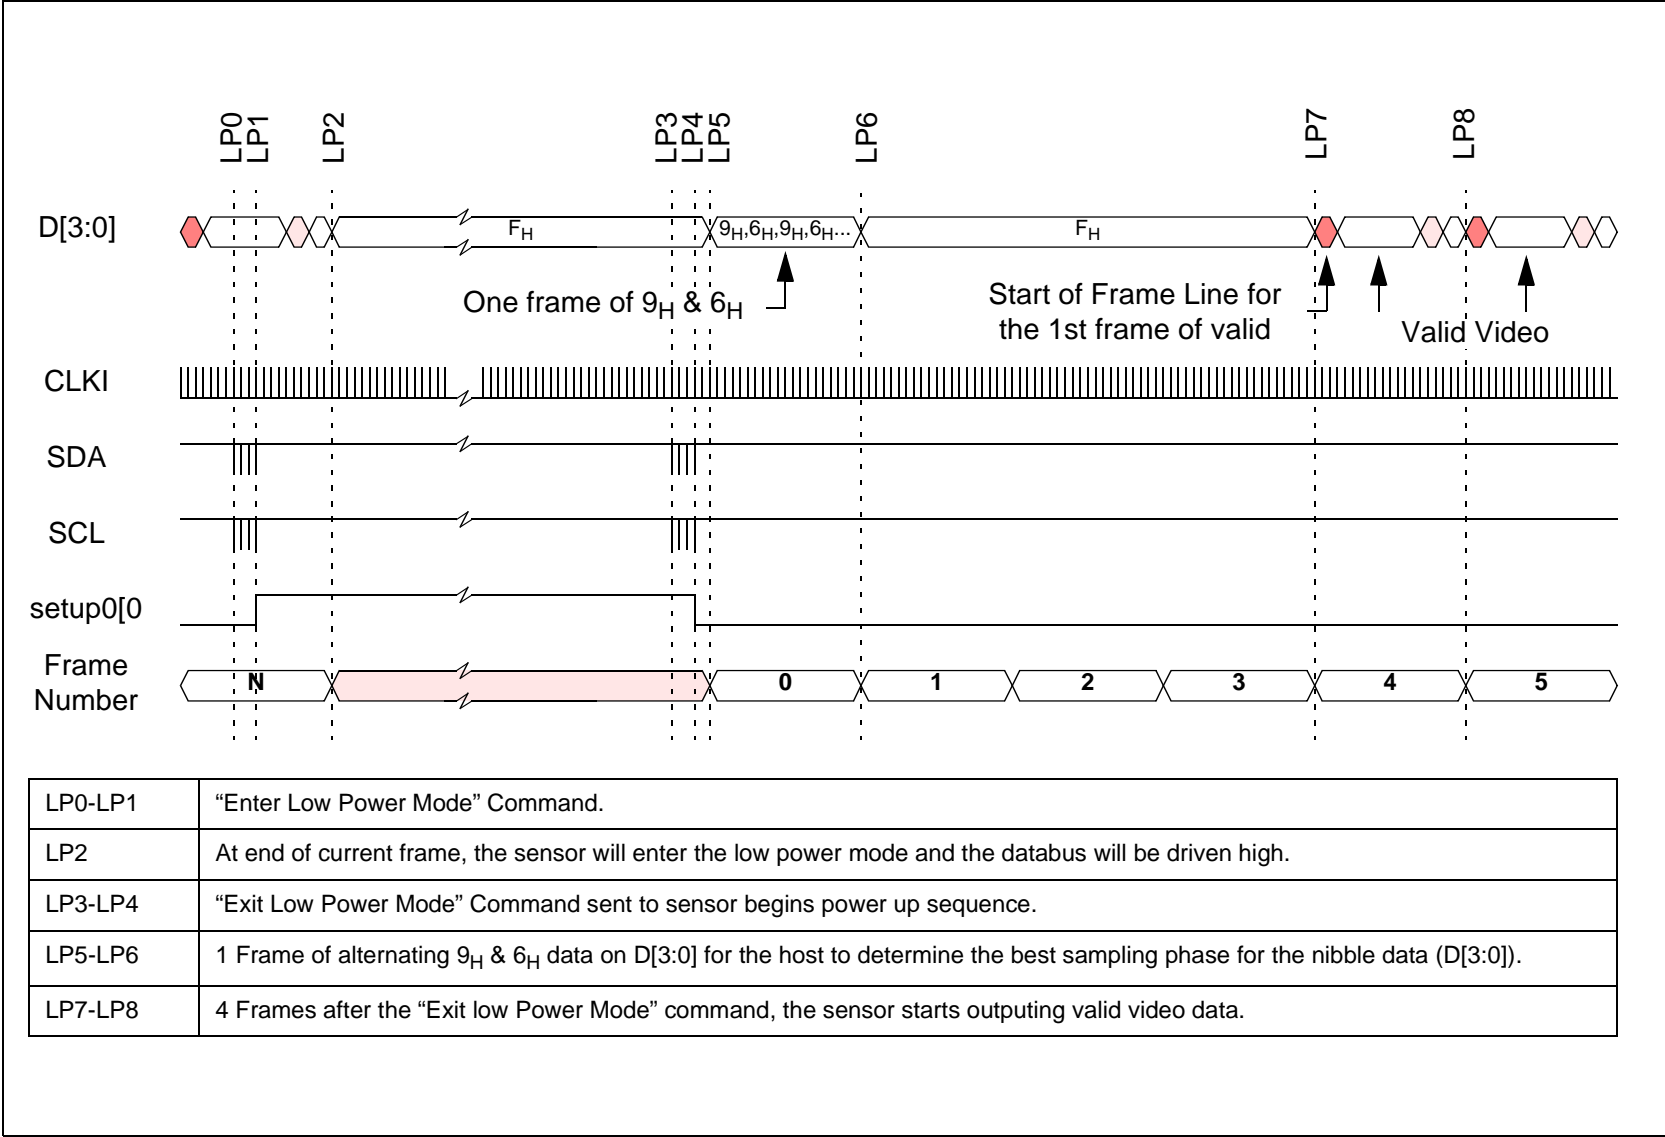 LP0 LP1 LP2 LP3 LP4 LP5 LP6 LP7 LP8
D[3:0] FH 9H,6H,9H,6H... FH
One frame of 9H & 6H
Start of Frame Line for
the 1st frame of valid
Valid Video
CLKI
SDA
SCL
setup0[0
Frame
Number
N 0 1 2 3 4 5
LP0-LP1 “Enter Low Power Mode” Command.
LP2 At end of current frame, the sensor will enter the low power mode and the databus will be driven high.
LP3-LP4 “Exit Low Power Mode” Command sent to sensor begins power up sequence.
LP5-LP6 1 Frame of alternating 9H & 6H data on D[3:0] for the host to determine the best sampling phase for the nibble data (D[3:0]).
LP7-LP8 4 Frames after the “Exit low Power Mode” command, the sensor starts outputing valid video data.